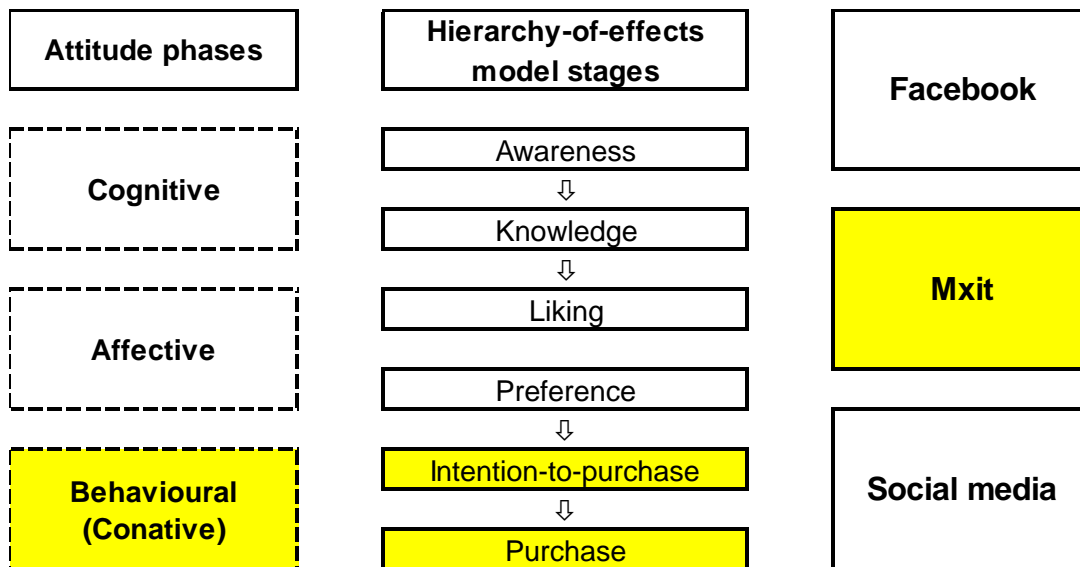 Attitude phases
Hierarchy-of-effects
model stages
Facebook
Cognitive
Awareness
⇩
Knowledge
⇩
Liking
Mxit
Affective
Preference
⇩
Behavioural
(Conative)
Intention-to-purchase
⇩
Purchase
Social media